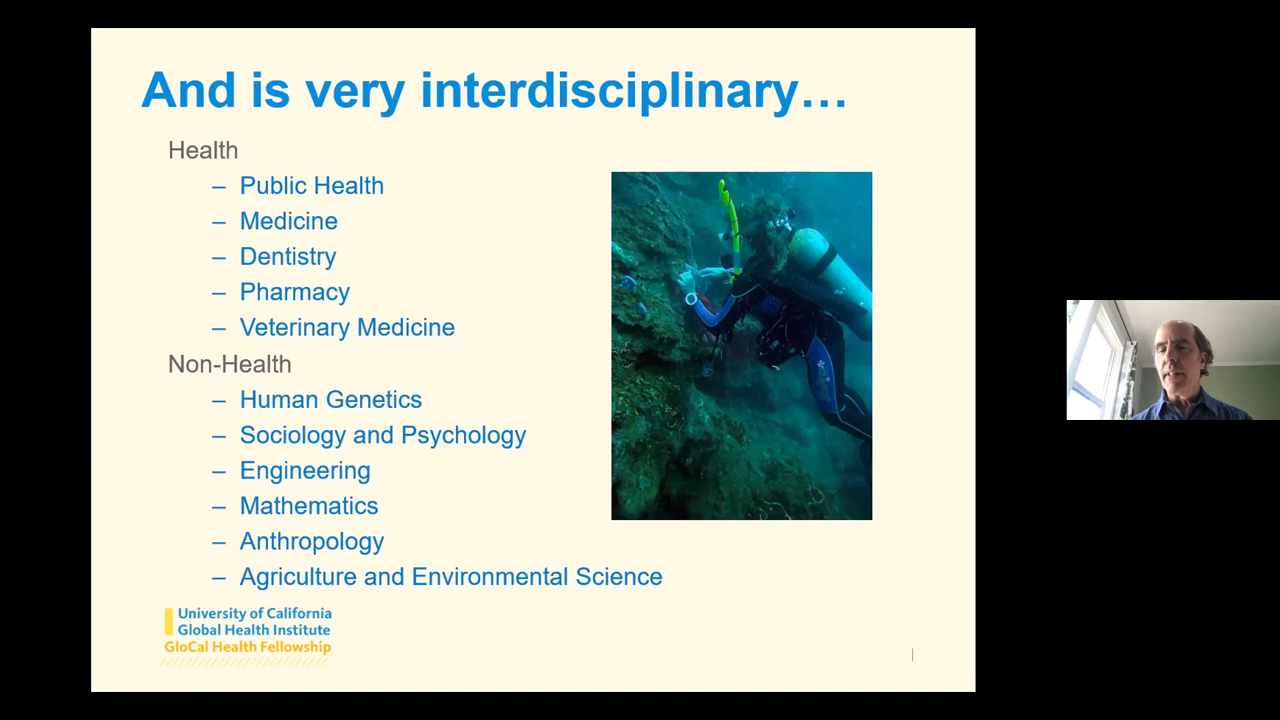 And is very interdisciplinary…
Health
– Public Health
– Medicine
– Dentistry
– Pharmacy
– Veterinary Medicine
Non-Health
– Human Genetics
– Sociology and Psychology
– Engineering
– Mathematics
– Anthropology
– Agriculture and Environmental Science
University of California
Global Health Institute
GloCal Health Fellowship
|